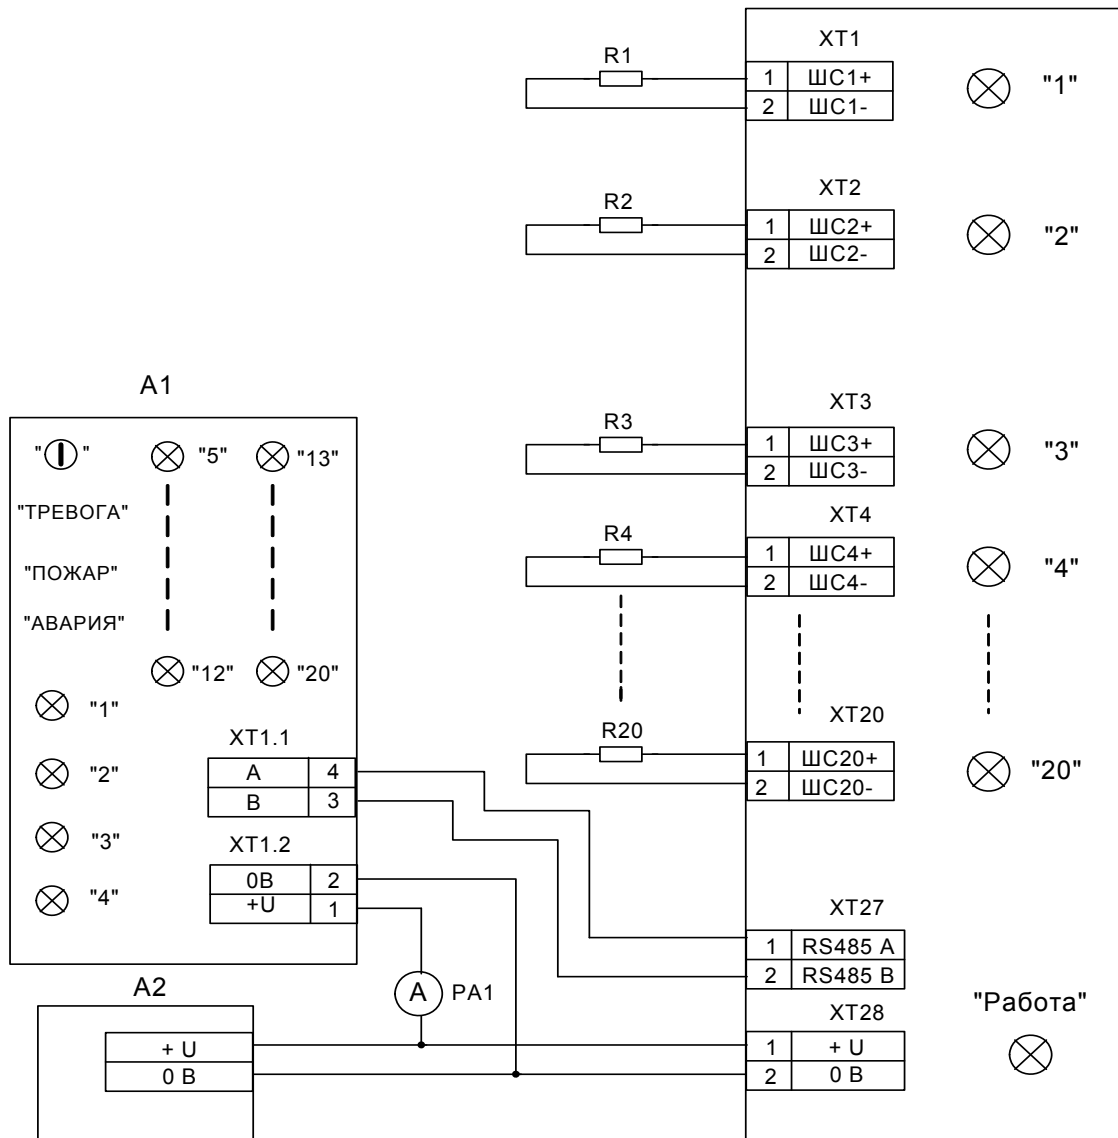 XT1
R1
1 ШС1+
2 ШС1-
"1"
XT2
R2
1 ШС2+
2 ШС2-
"2"
A1
XT3
R3
1 ШС3+
2 ШС3-
"3"
" "
"5"
"13"
"ТРЕВОГА"
"ПОЖАР"
"АВАРИЯ"
XT4
R4
1 ШС4+
2 ШС4-
"4"
"12"
"20"
"1"
"2"
"3"
"4"
XT1.1
A 4
B 3
XT1.2
0В 2
+U 1
XT20
R20
1 ШС20+
2 ШС20-
"20"
XT27
1 RS485 A
2 RS485 B
A2
A PA1
+ U
0 В
XT28
1 + U
2 0 В
"Работа"